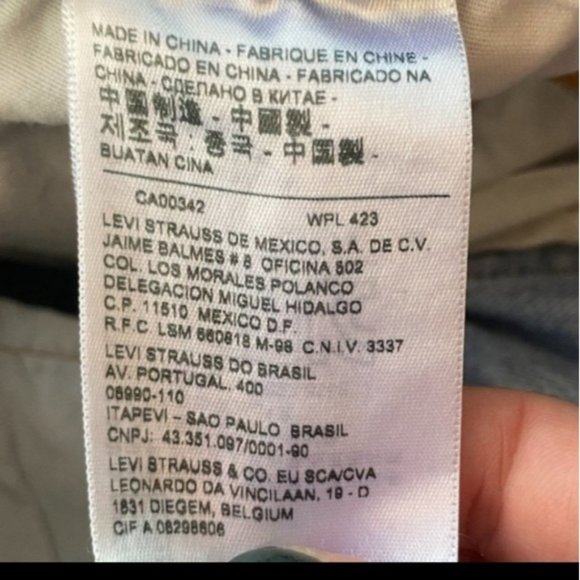 MADE IN CHINA - FABRIQUE EN CHINE -
FABRICADO EN CHINA - FABRICADO NA
CHINA - СДЕЛАНО В КИТАЕ -
中国制造 - 中國製 -
제조국 : 중국 - 中国製 -
BUATAN CINA
CA00342 WPL 423
LEVI STRAUSS DE MEXICO, S.A. DE C.V.
JAIME BALMES # 8 OFICINA 502
COL. LOS MORALES POLANCO
DELEGACION MIGUEL HIDALGO
C.P. 11510 MEXICO D.F.
R.F.C. LSM 660618 M-98 C.N.I.V. 3337
LEVI STRAUSS DO BRASIL
AV. PORTUGAL, 400
06990-110
ITAPEVI - SAO PAULO BRASIL
CNPJ: 43.351.097/0001-90
LEVI STRAUSS & CO. EU SCA/CVA
LEONARDO DA VINCILAAN, 19 - D
1831 DIEGEM, BELGIUM
CIF A 08298606